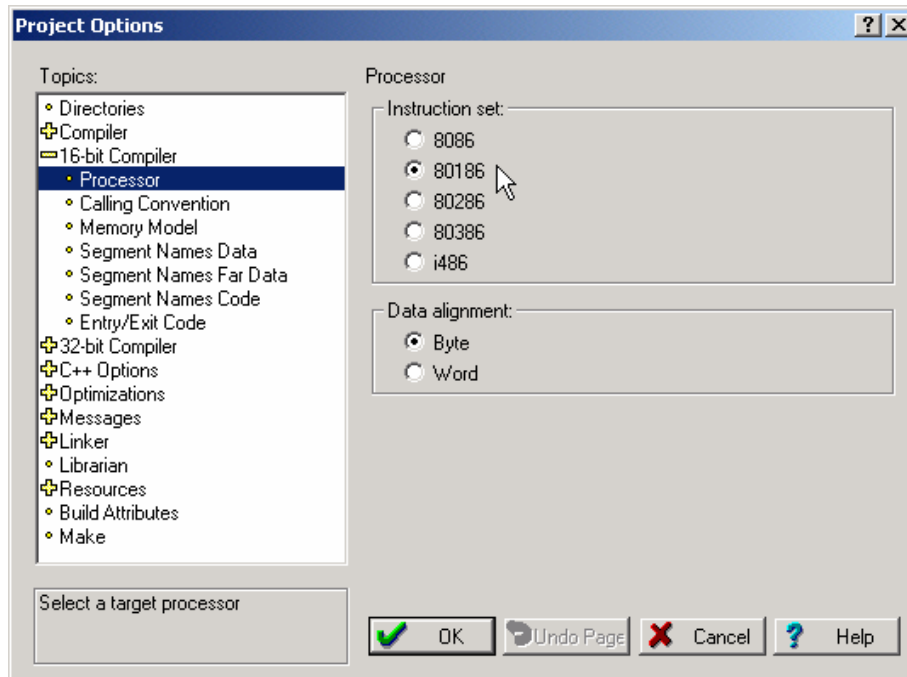 Project Options
Topics:
Directories
Compiler
16-bit Compiler
Processor
Calling Convention
Memory Model
Segment Names Data
Segment Names Far Data
Segment Names Code
Entry/Exit Code
32-bit Compiler
C++ Options
Optimizations
Messages
Linker
Librarian
Resources
Build Attributes
Make
Select a target processor
Processor
Instruction set:
8086
80186
80286
80386
i486
Data alignment:
Byte
Word
OK
Undo Page
Cancel
Help